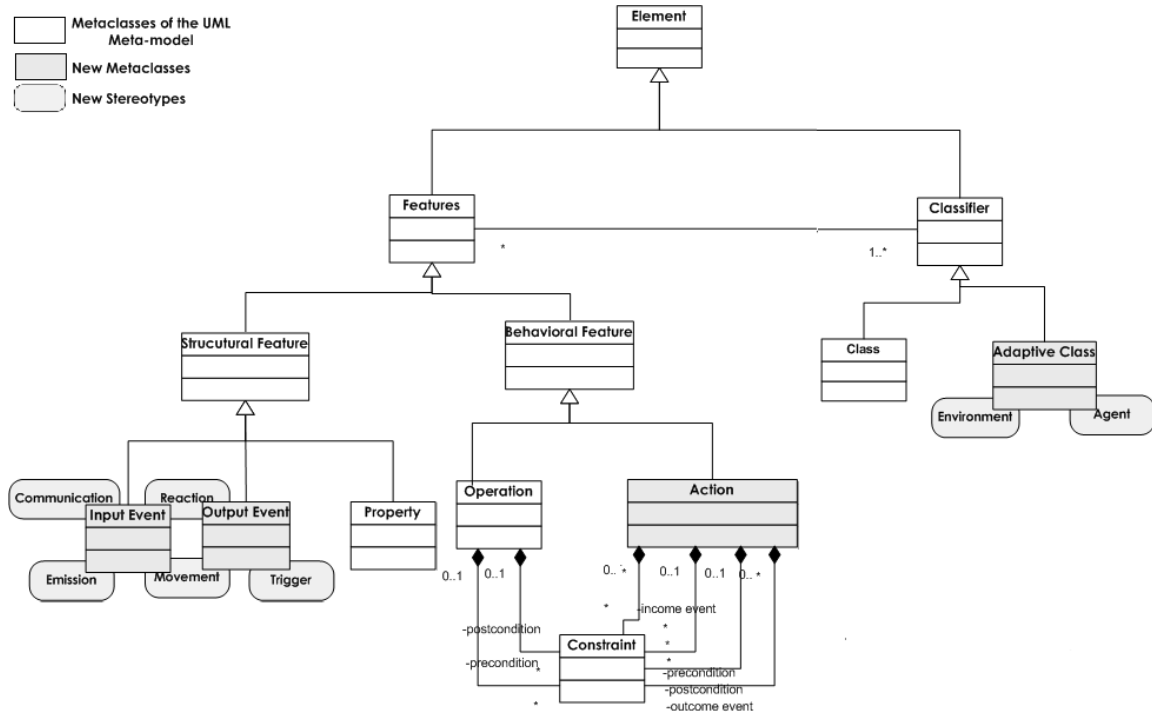 Metaclasses of the UML
Meta-model
New Metaclasses
New Stereotypes
Element
Features
Classifier
*
1..*
Strucutural Feature
Behavioral Feature
Class
Adaptive Class
Environment
Agent
Communication
Reaction
Input Event
Output Event
Property
Operation
Action
Emission
Movement
Trigger
0..1
0..1
0.. *
0..1
0..1
0.. *
*
-income event
*
-postcondition
*
Constraint
*
-precondition
*
-precondition
-postcondition
*
-outcome event